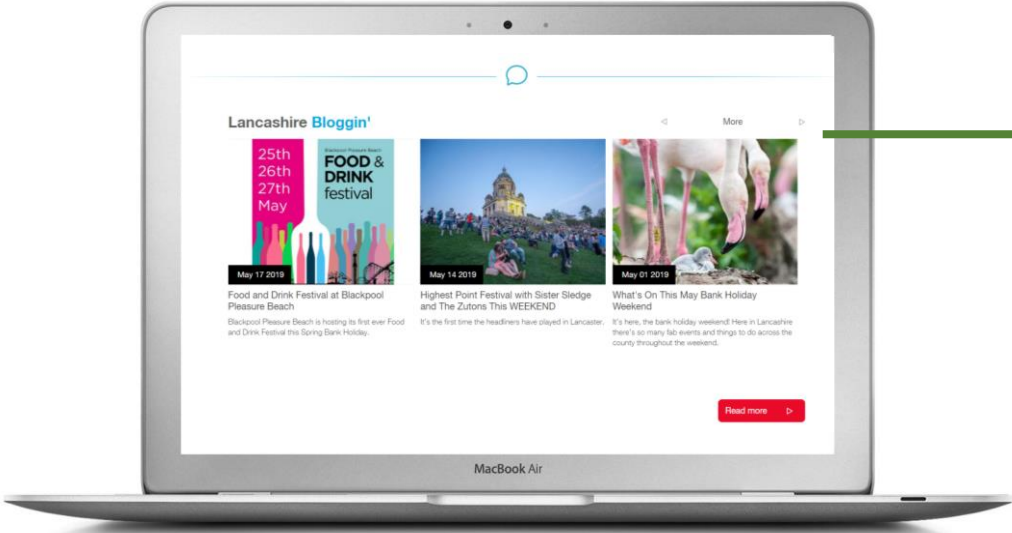 Lancashire Bloggin'
More
25th
26th
27th
May
Blackpool Pleasure Beach
FOOD &
DRINK
festival
May 17 2019
May 14 2019
May 01 2019
Food and Drink Festival at Blackpool
Pleasure Beach
Blackpool Pleasure Beach is hosting its first ever Food
and Drink Festival this Spring Bank Holiday.
Highest Point Festival with Sister Sledge
and The Zutons This WEEKEND
It's the first time the headliners have played in Lancaster.
What's On This May Bank Holiday
Weekend
It's here, the bank holiday weekend! Here in Lancashire
there's so many fab events and things to do across the
county throughout the weekend.
Read more
MacBook Air